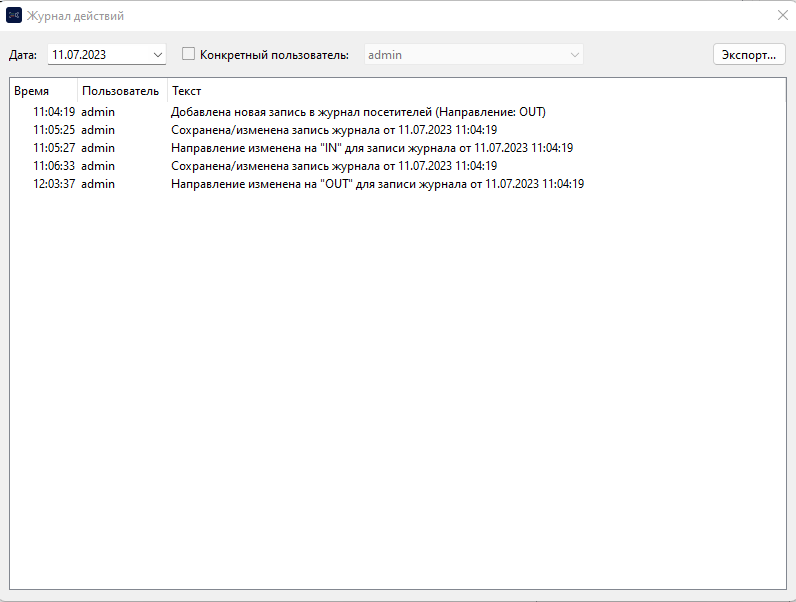 Журнал действий
Дата: 11.07.2023 Конкретный пользователь: admin Экспорт...
Время Пользователь Текст
11:04:19 admin Добавлена новая запись в журнал посетителей (Направление: OUT)
11:05:25 admin Сохранена/изменена запись журнала от 11.07.2023 11:04:19
11:05:27 admin Направление изменена на "IN" для записи журнала от 11.07.2023 11:04:19
11:06:33 admin Сохранена/изменена запись журнала от 11.07.2023 11:04:19
12:03:37 admin Направление изменена на "OUT" для записи журнала от 11.07.2023 11:04:19